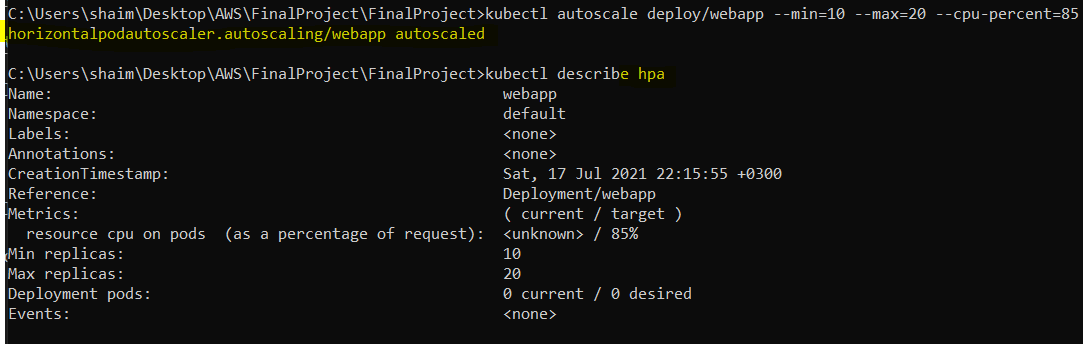 C:\Users\shaim\Desktop\AWS\FinalProject\FinalProject>kubectl autoscale deploy/webapp --min=10 --max=20 --cpu-percent=85
horizontalpodautoscaler.autoscaling/webapp autoscaled
C:\Users\shaim\Desktop\AWS\FinalProject\FinalProject>kubectl describe hpa
Name: webapp
Namespace: default
Labels: <none>
Annotations: <none>
CreationTimestamp: Sat, 17 Jul 2021 22:15:55 +0300
Reference: Deployment/webapp
Metrics: ( current / target )
  resource cpu on pods  (as a percentage of request): <unknown> / 85%
Min replicas: 10
Max replicas: 20
Deployment pods: 0 current / 0 desired
Events: <none>